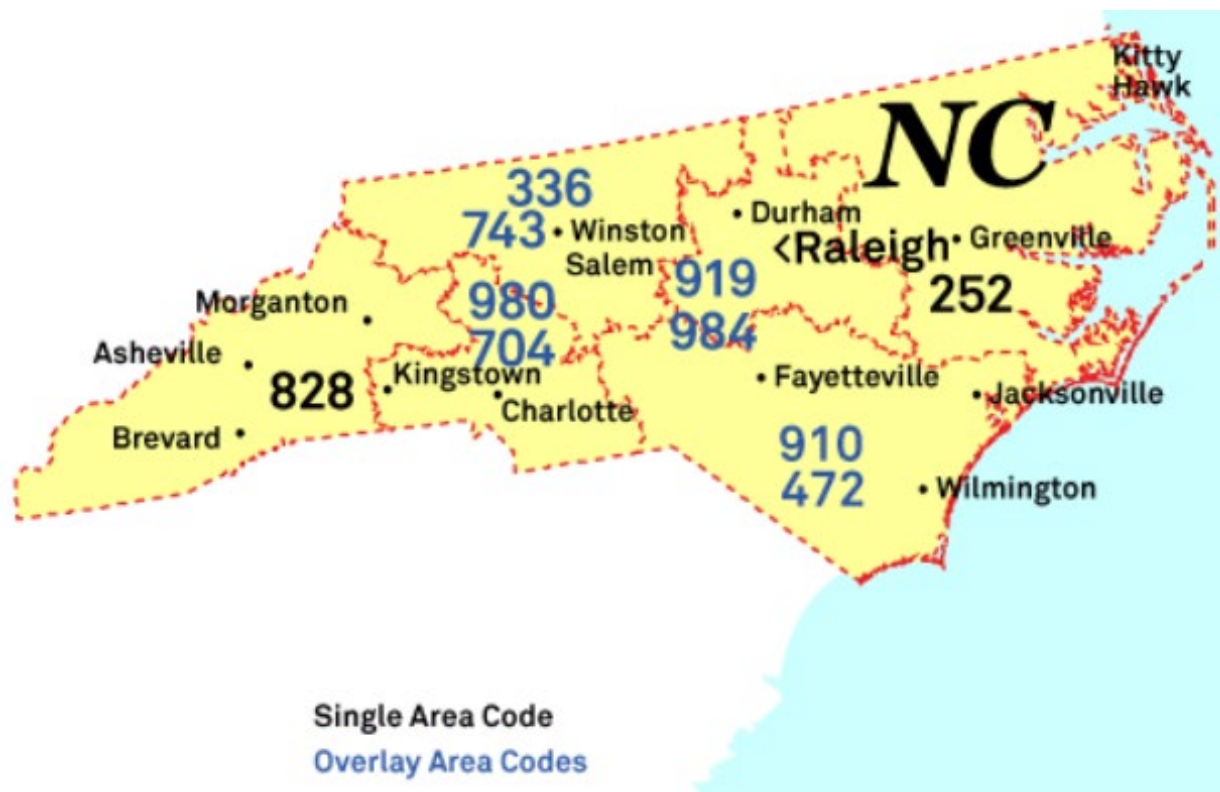 Kitty
Hawk
NC
336
743
Winston
Salem
Durham
<Raleigh
Greenville
919
984
252
980
704
Morganton
Asheville
828
Kingstown
Charlotte
Brevard
Fayetteville
Jacksonville
910
472
Wilmington
Single Area Code
Overlay Area Codes